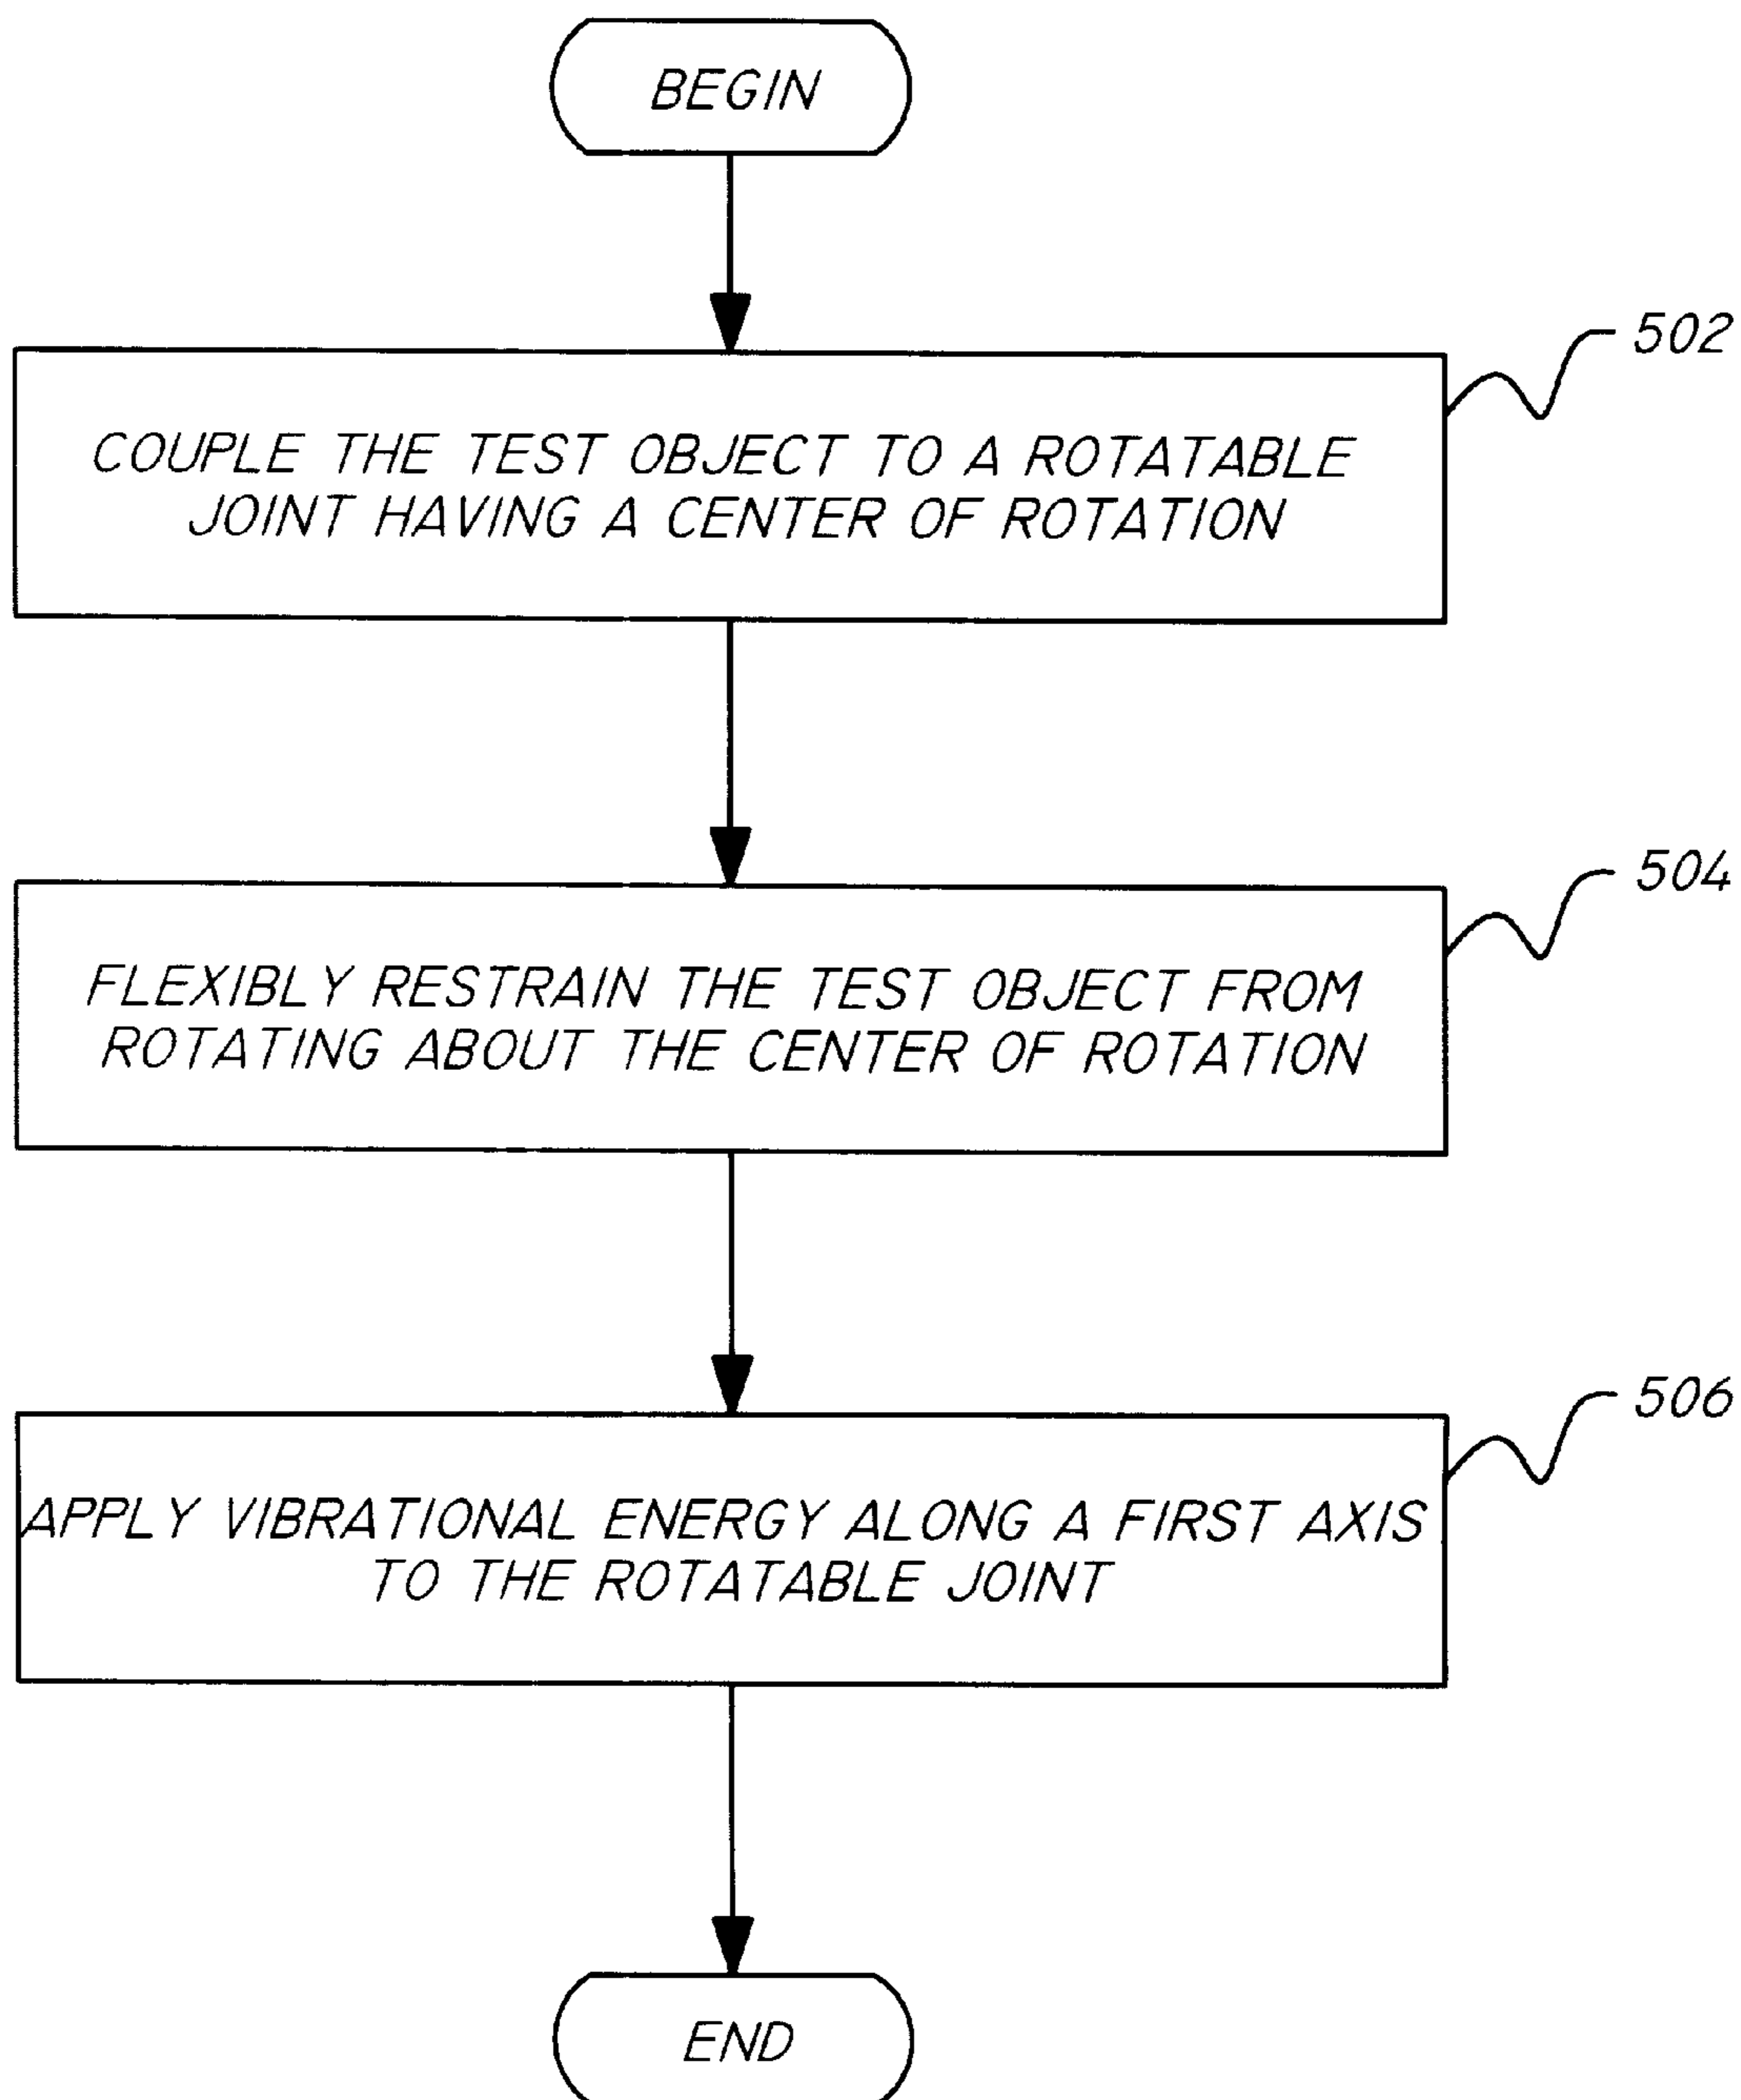 BEGIN
502
COUPLE THE TEST OBJECT TO A ROTATABLE
JOINT HAVING A CENTER OF ROTATION
504
FLEXIBLY RESTRAIN THE TEST OBJECT FROM
ROTATING ABOUT THE CENTER OF ROTATION
506
APPLY VIBRATIONAL ENERGY ALONG A FIRST AXIS
TO THE ROTATABLE JOINT
END